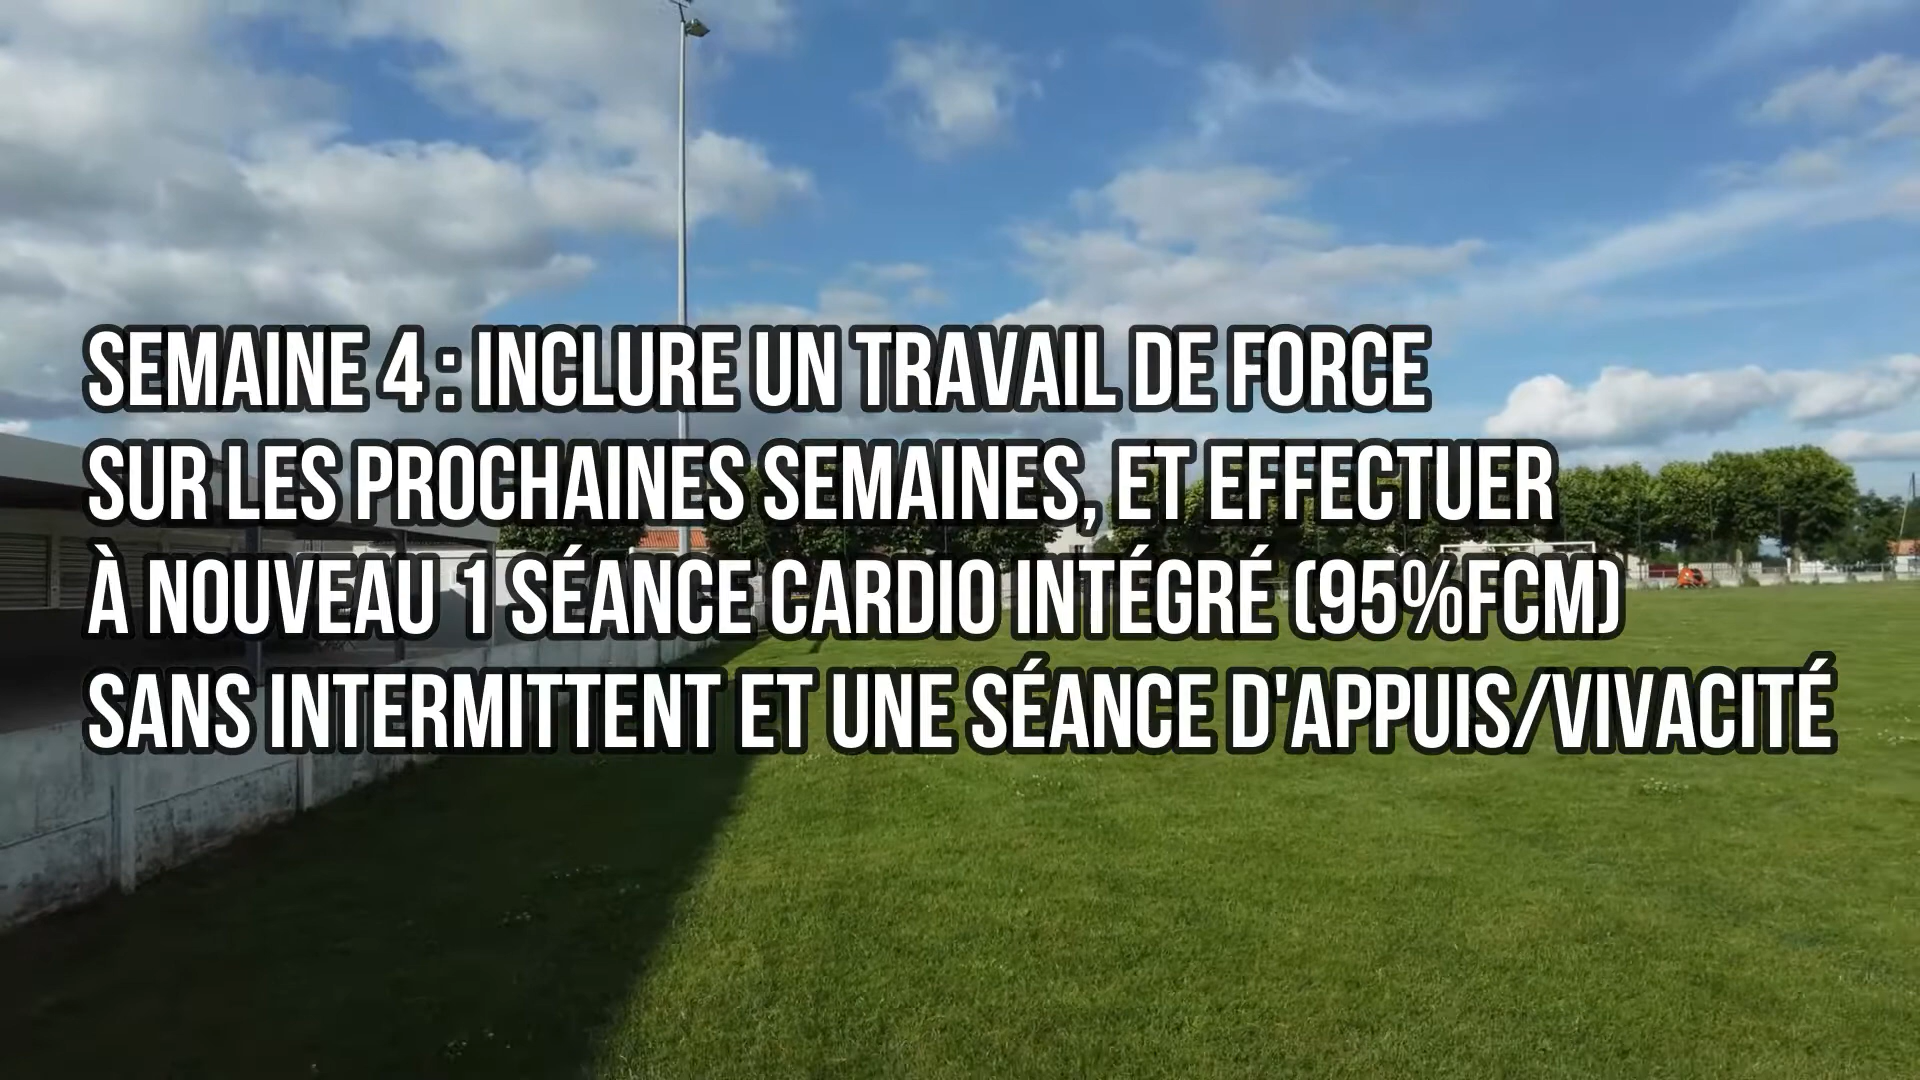 SEMAINE 4 : INCLURE UN TRAVAIL DE FORCE
SUR LES PROCHAINES SEMAINES, ET EFFECTUER
À NOUVEAU 1 SÉANCE CARDIO INTÉGRÉ (95%FCM)
SANS INTERMITTENT ET UNE SÉANCE D'APPUIS/VIVACITÉ